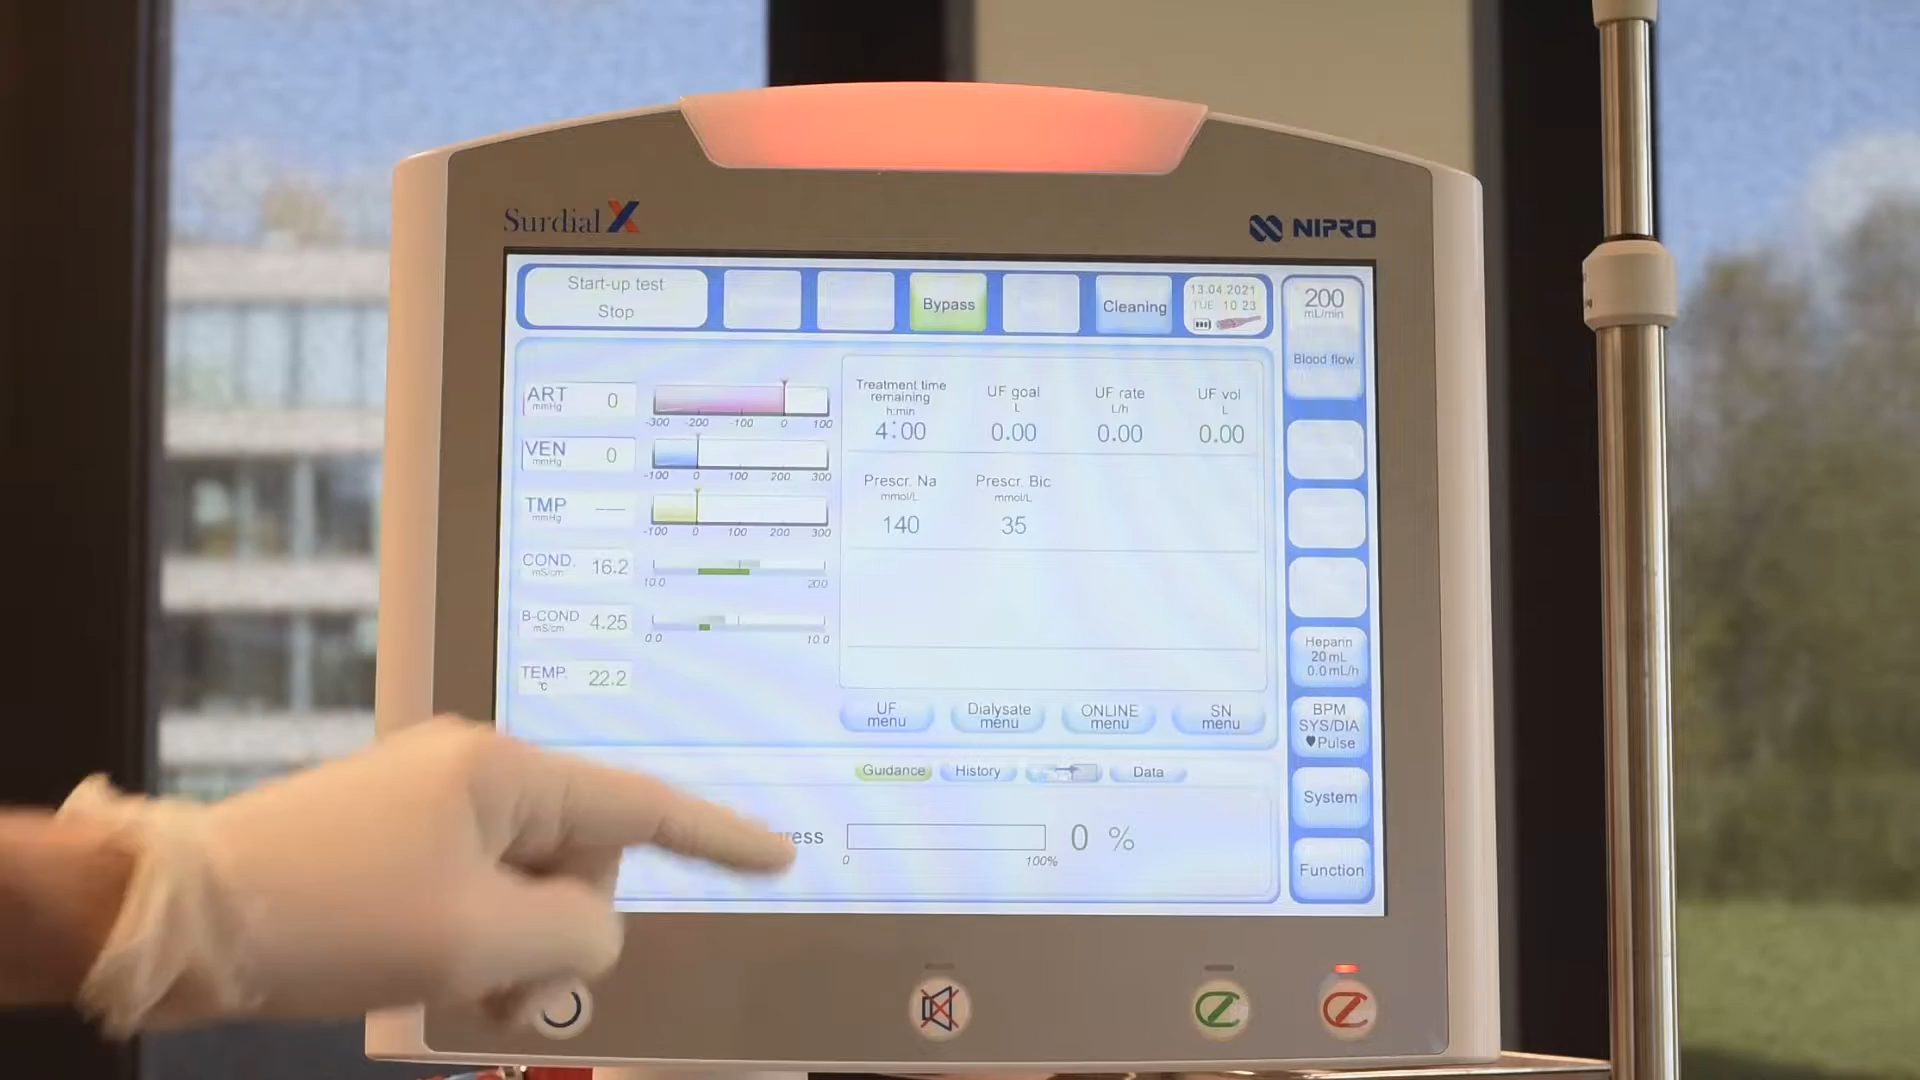 Surdial X
NIPRO
Start-up test
Stop
Bypass
Cleaning
13.04.2021
TUE 10 23
200
mL/min
Blood flow
ART
mmHg
0
-300 -200 -100 0 100
VEN
mmHg
0
-100 0 100 200 300
TMP
mmHg
-100 0 100 200 300
COND.
mS/cm
16.2
10.0 20.0
B-COND
mS/cm
4.25
0.0 10.0
TEMP.
℃
22.2
Treatment time
remaining
h:min
4:00
UF goal
L
0.00
UF rate
L/h
0.00
UF vol
L
0.00
Prescr. Na
mmol/L
140
Prescr. Bic
mmol/L
35
UF
menu
Dialysate
menu
ONLINE
menu
SN
menu
Guidance
History
Data
0 %
0 100%
Heparin
20 mL
0.0 mL/h
BPM
SYS/DIA
♥Pulse
System
Function